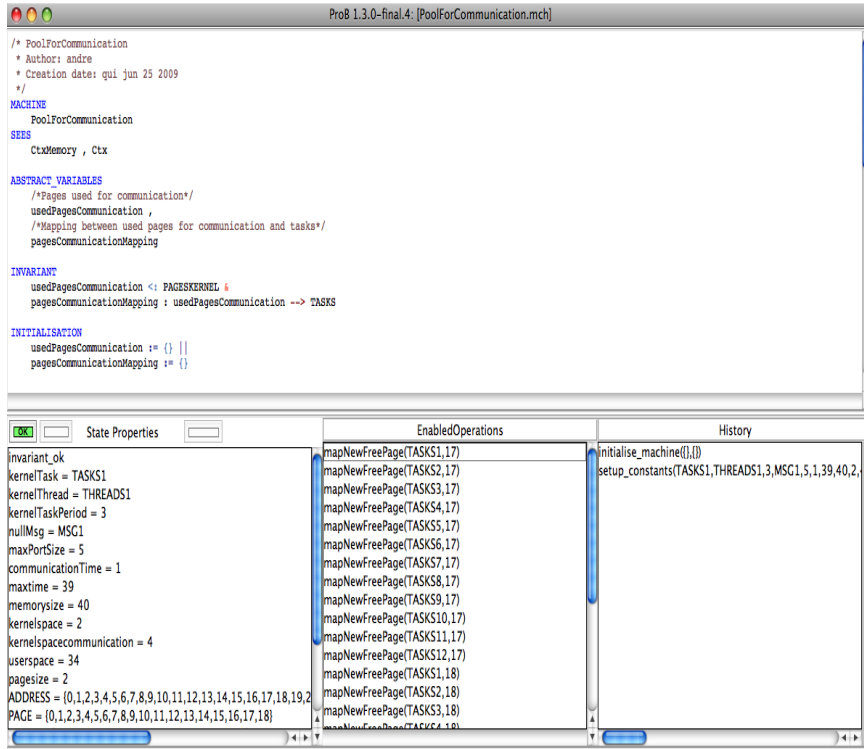 ProB 1.3.0-final.4: [PoolForCommunication.mch]
/* PoolForCommunication
* Author: andre
* Creation date: qui jun 25 2009
*/
MACHINE
PoolForCommunication
SEES
CtxMemory , Ctx
ABSTRACT_VARIABLES
/*Pages used for communication*/
usedPagesCommunication ,
/*Mapping between used pages for communication and tasks*/
pagesCommunicationMapping
INVARIANT
usedPagesCommunication <: PAGESKERNEL &
pagesCommunicationMapping : usedPagesCommunication --> TASKS
INITIALISATION
usedPagesCommunication := {} ||
pagesCommunicationMapping := {}
OK State Properties
invariant_ok
kernelTask = TASKS1
kernelThread = THREADS1
kernelTaskPeriod = 3
nullMsg = MSG1
maxPortSize = 5
communicationTime = 1
maxtime = 39
memorysize = 40
kernelspace = 2
kernelspacecommunication = 4
userspace = 34
pagesize = 2
ADDRESS = {0,1,2,3,4,5,6,7,8,9,10,11,12,13,14,15,16,17,18,19,2
PAGE = {0,1,2,3,4,5,6,7,8,9,10,11,12,13,14,15,16,17,18}
EnabledOperations
mapNewFreePage(TASKS1,17)
mapNewFreePage(TASKS2,17)
mapNewFreePage(TASKS3,17)
mapNewFreePage(TASKS4,17)
mapNewFreePage(TASKS5,17)
mapNewFreePage(TASKS6,17)
mapNewFreePage(TASKS7,17)
mapNewFreePage(TASKS8,17)
mapNewFreePage(TASKS9,17)
mapNewFreePage(TASKS10,17)
mapNewFreePage(TASKS11,17)
mapNewFreePage(TASKS12,17)
mapNewFreePage(TASKS1,18)
mapNewFreePage(TASKS2,18)
mapNewFreePage(TASKS3,18)
mapNewFreePage(TASKS4,18)
History
initialise_machine({},{})
setup_constants(TASKS1,THREADS1,3,MSG1,5,1,39,40,2,